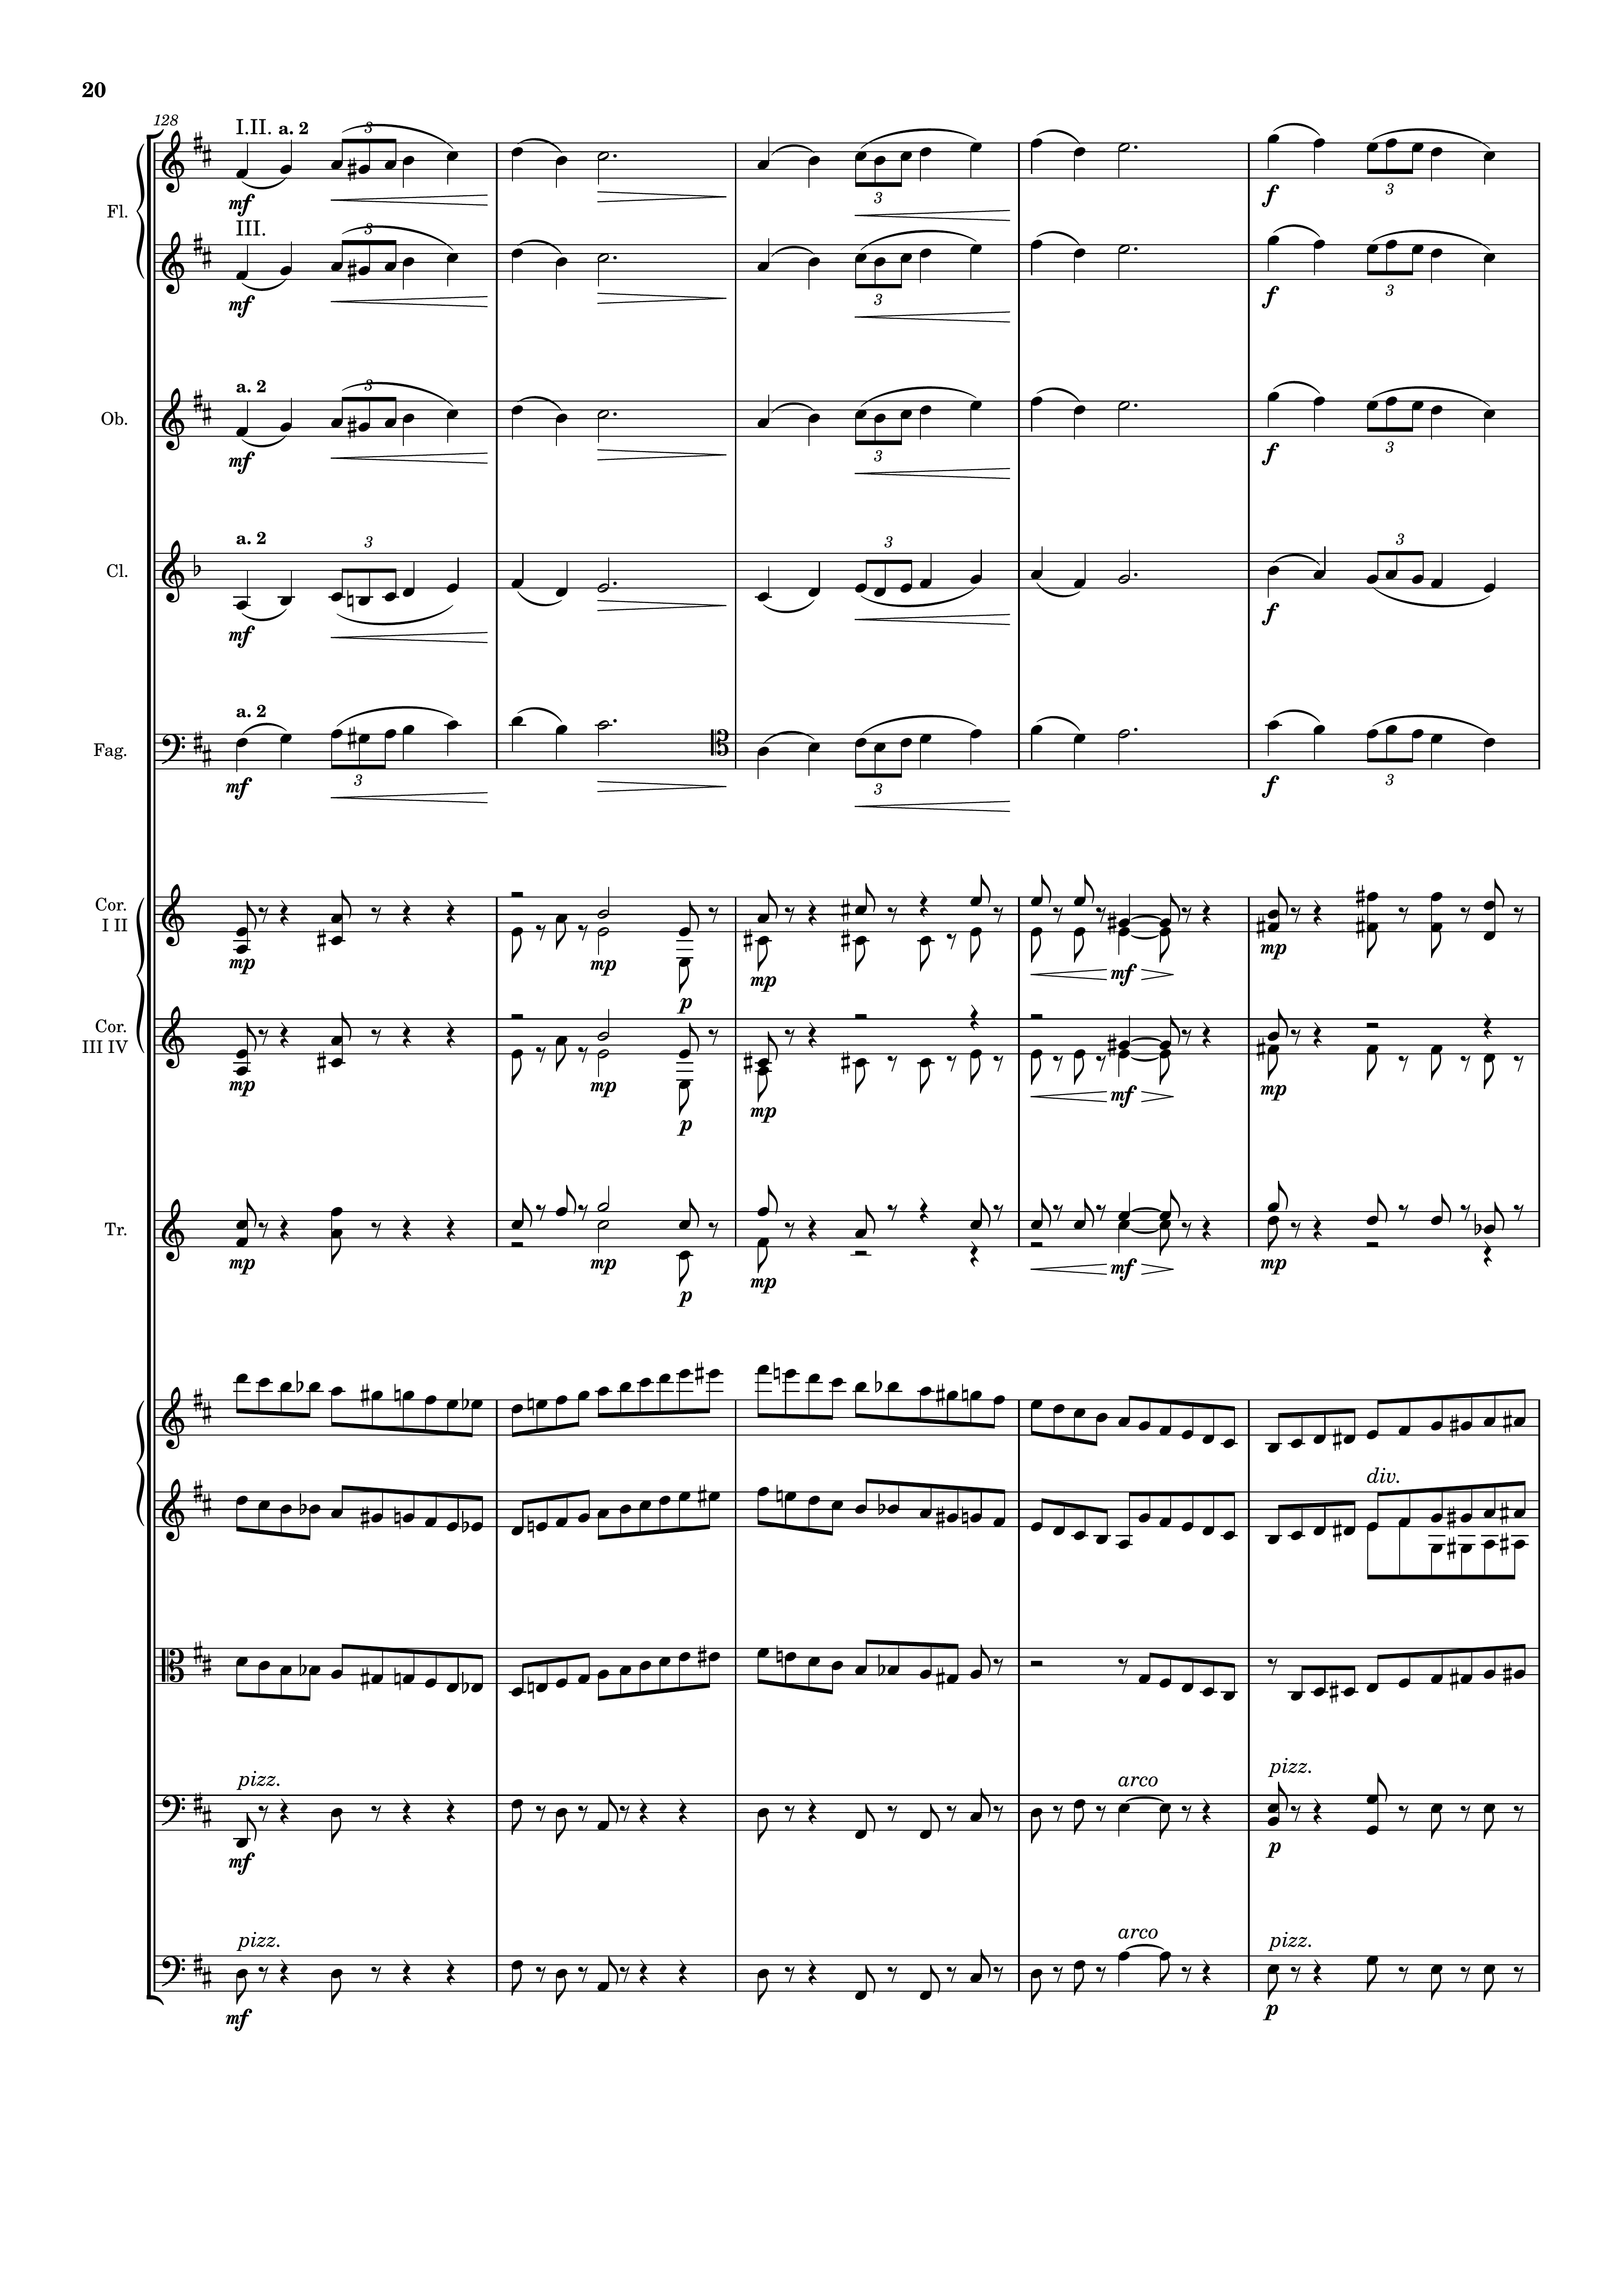 20
128
I.II. a. 2
3
mf
3
f
3
Fl.
III.
3
mf
3
f
3
a. 2
3
Ob.
mf
3
f
3
a. 2
3
3
3
Cl.
mf
f
a. 2
Fag.
3
mf
3
f
3
Cor.
I II
mp
mp
p
mp
mf
mp
Cor.
III IV
mp
mp
p
mp
mf
mp
Tr.
mp
mp
p
mp
mf
mp
div.
pizz.
arco
pizz.
mf
p
pizz.
arco
pizz.
mf
p